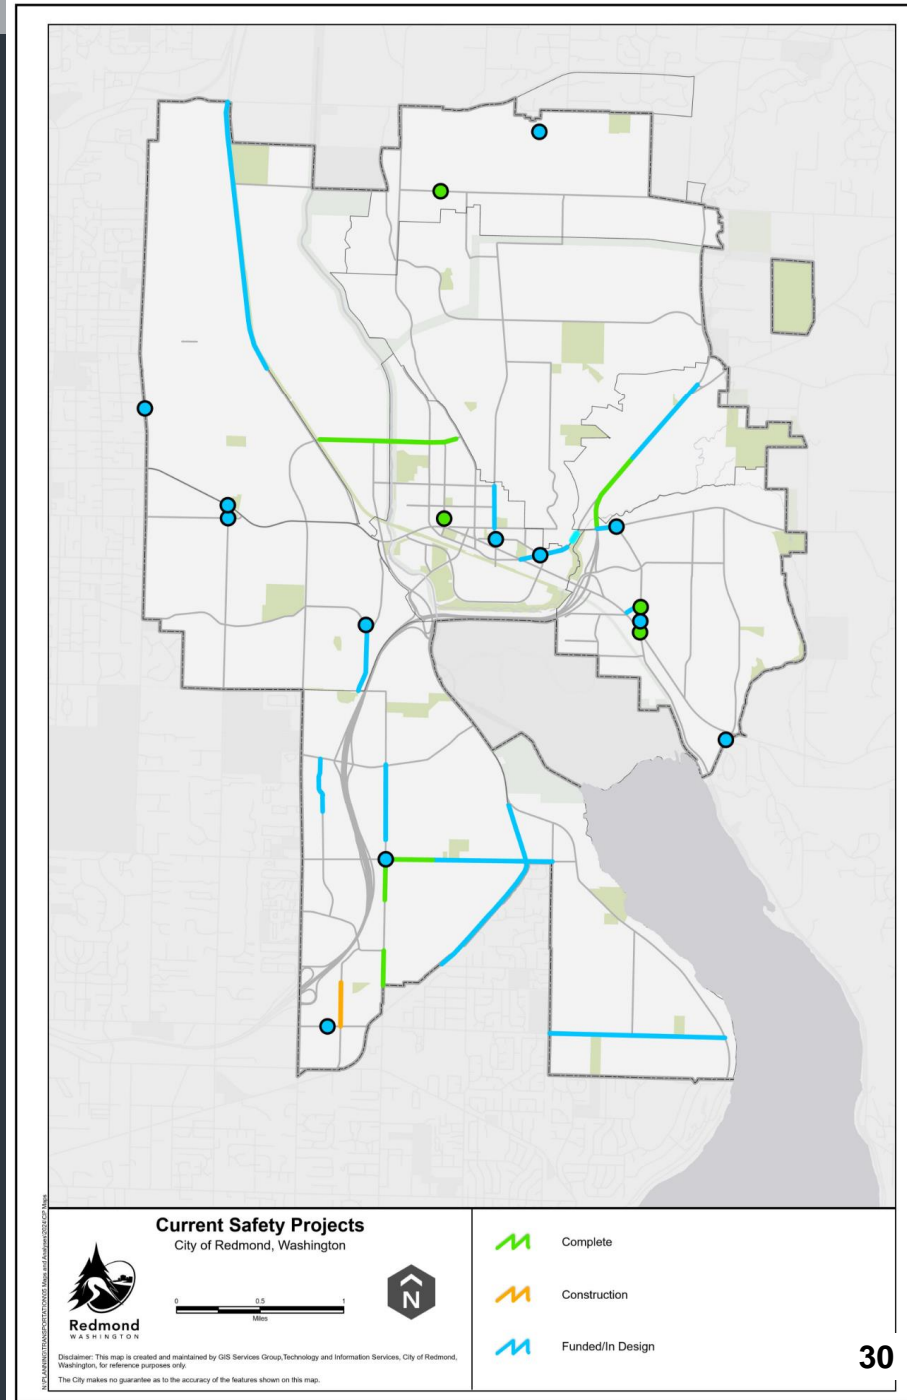 Current Safety Projects
City of Redmond, Washington
Redmond
WASHINGTON
0 0.5 1
Miles
N
Disclaimer: This map is created and maintained by GIS Services Group,Technology and Information Services, City of Redmond,
Washington, for reference purposes only.
The City makes no guarantee as to the accuracy of the features shown on this map.
Complete
Construction
Funded/In Design
30